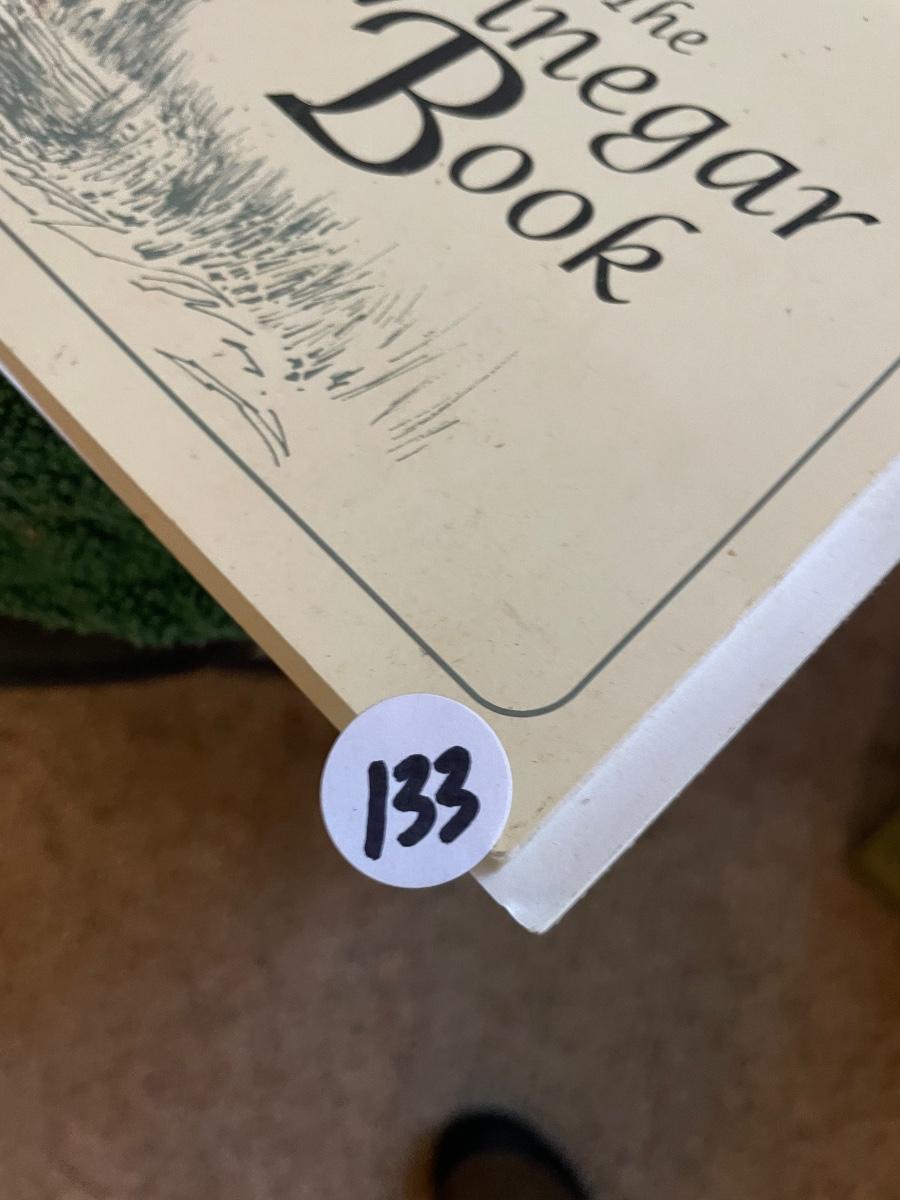 The
inegar
Book
133